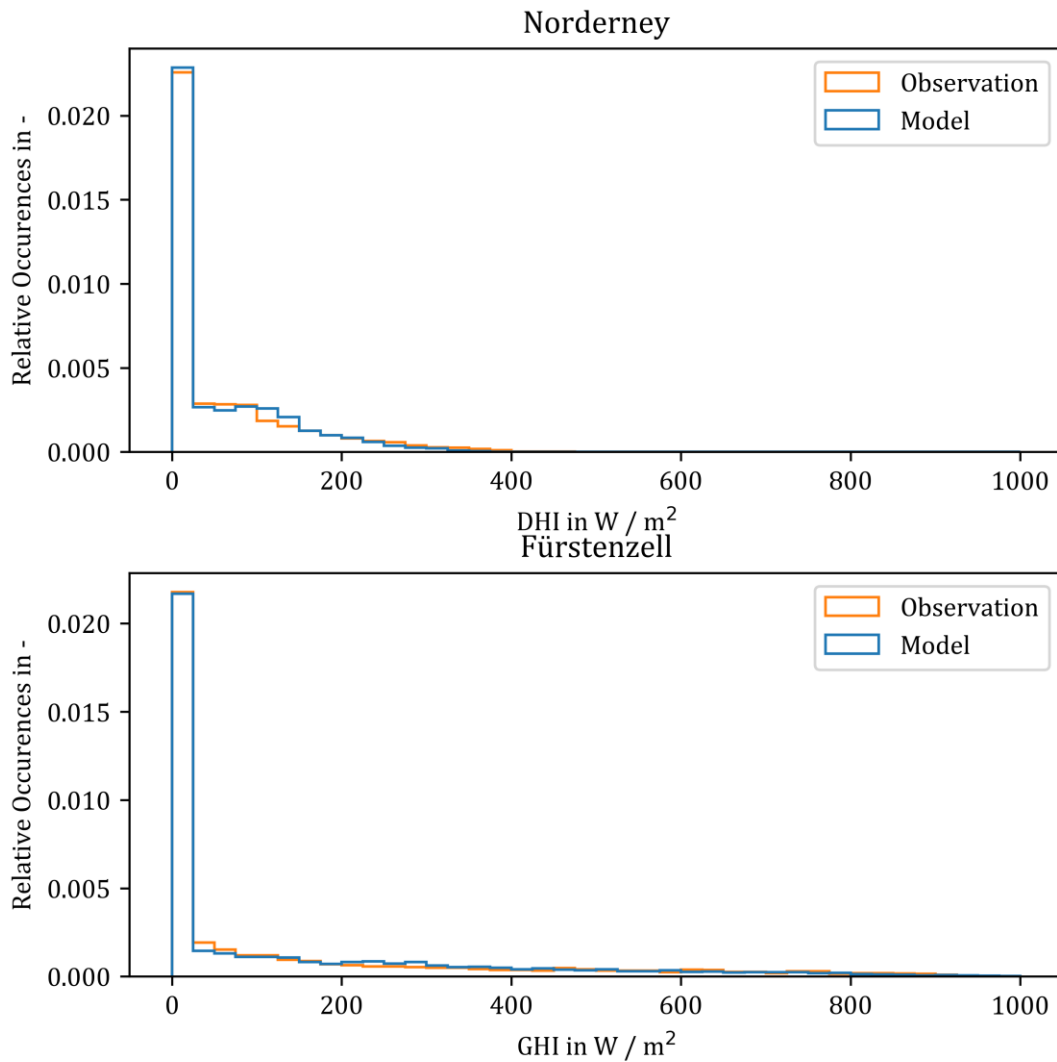 Norderney
Observation
Model
Relative Occurences in -
0.020
0.015
0.010
0.005
0.000
0 200 400 600 800 1000
DHI in W / m²
Fürstenzell
Observation
Model
Relative Occurences in -
0.020
0.015
0.010
0.005
0.000
0 200 400 600 800 1000
GHI in W / m²